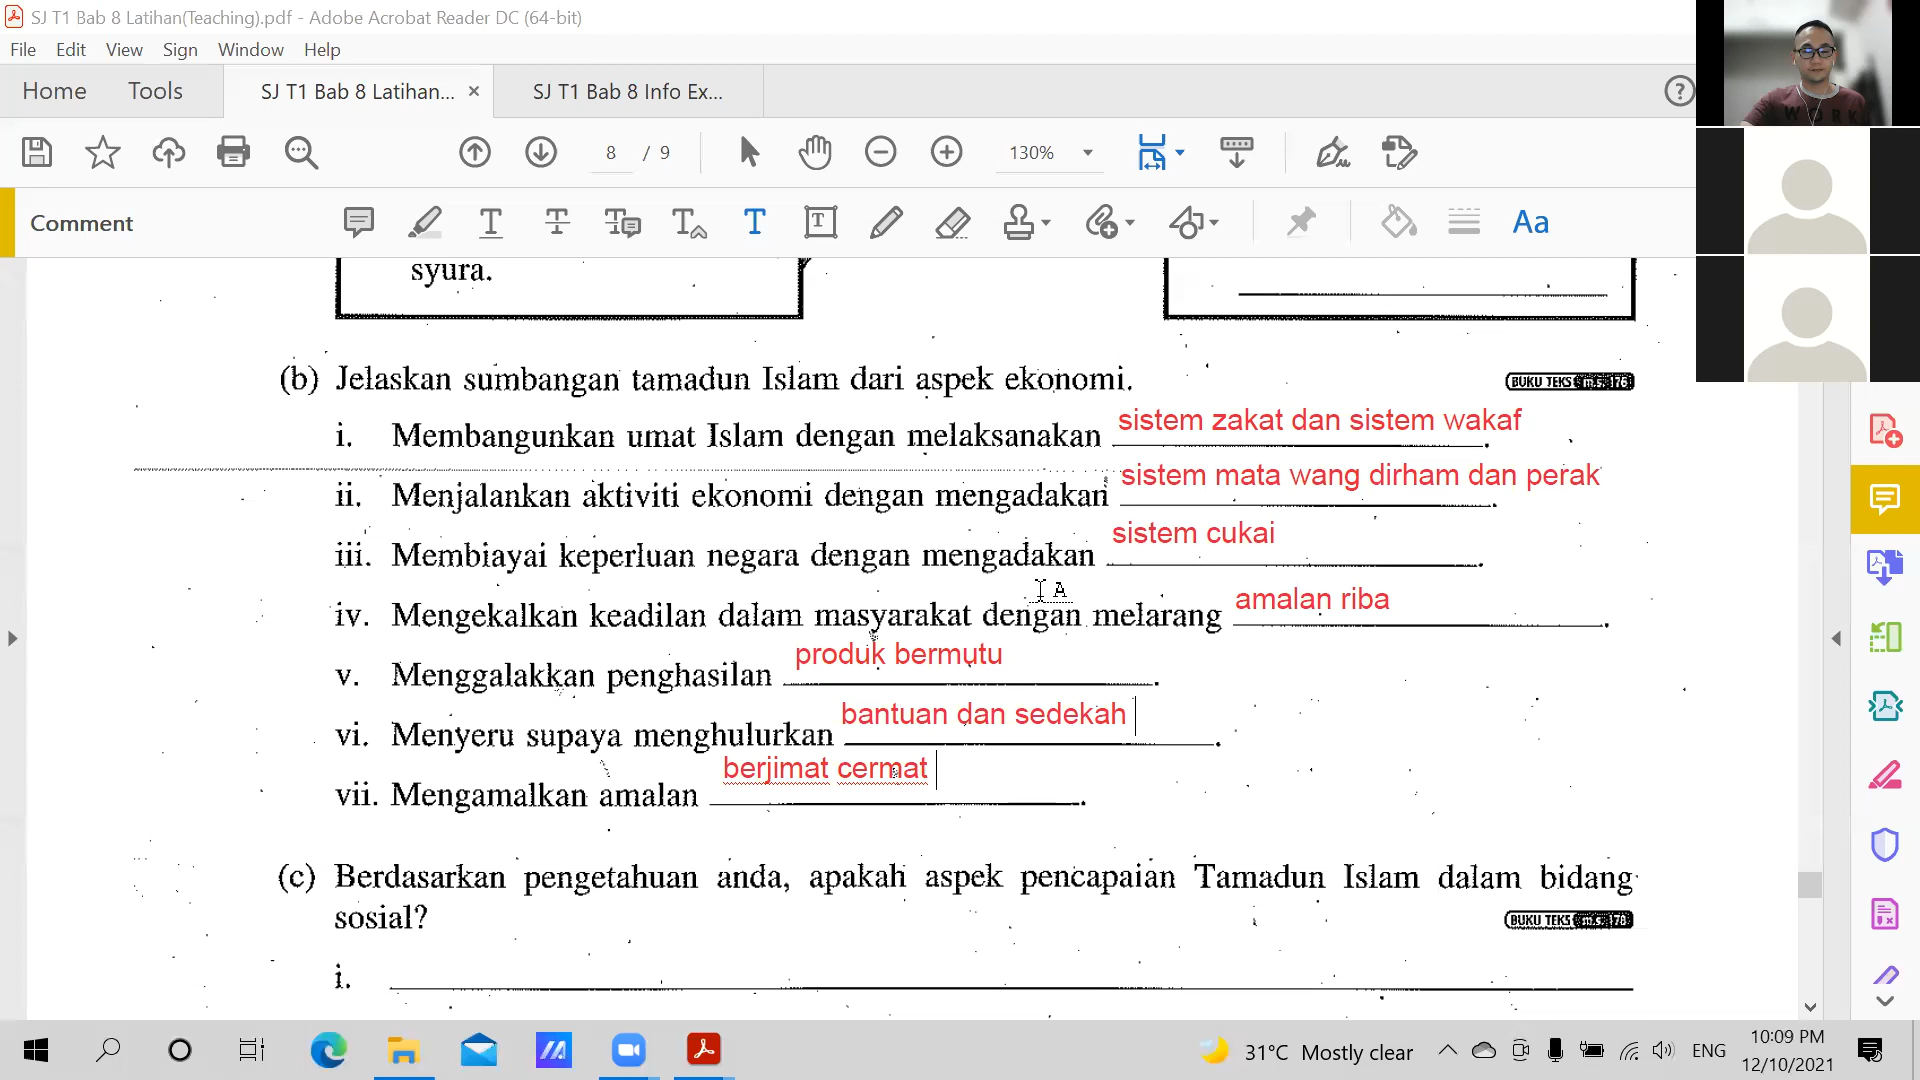 SJ T1 Bab 8 Latihan(Teaching).pdf - Adobe Acrobat Reader DC (64-bit)
File Edit View Sign Window Help
Home Tools SJ T1 Bab 8 Latihan... × SJ T1 Bab 8 Info Ex... ?
8 / 9 130%
Comment Aa
WORK
syura.
(b) Jelaskan sumbangan tamadun Islam dari aspek ekonomi. BUKU TEKS m.s. 176
i. Membangunkan umat Islam dengan melaksanakan sistem zakat dan sistem wakaf.
ii. Menjalankan aktiviti ekonomi dengan mengadakan sistem mata wang dirham dan perak.
iii. Membiayai keperluan negara dengan mengadakan sistem cukai.
iv. Mengekalkan keadilan dalam masyarakat dengan melarang amalan riba.
v. Menggalakkan penghasilan produk bermutu.
vi. Menyeru supaya menghulurkan bantuan dan sedekah.
vii. Mengamalkan amalan berjimat cermat.
(c) Berdasarkan pengetahuan anda, apakah aspek pencapaian Tamadun Islam dalam bidang
sosial? BUKU TEKS m.s. 178
i.
31°C Mostly clear ENG 10:09 PM
12/10/2021